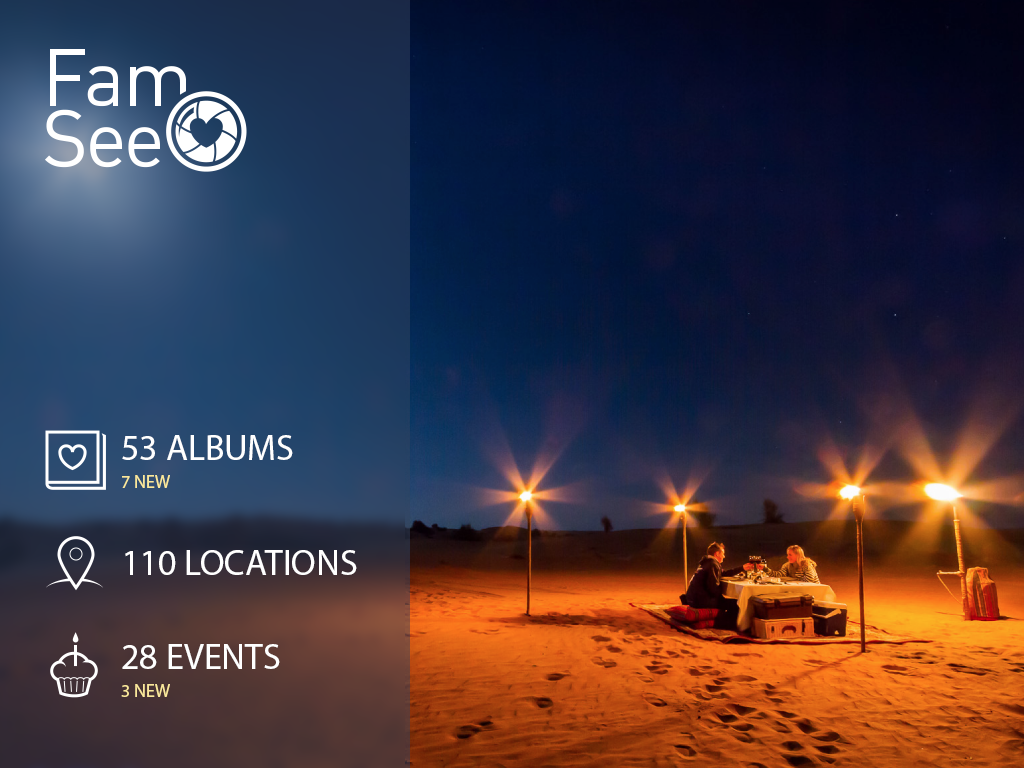 Fam
See
53 ALBUMS
7 NEW
110 LOCATIONS
28 EVENTS
3 NEW